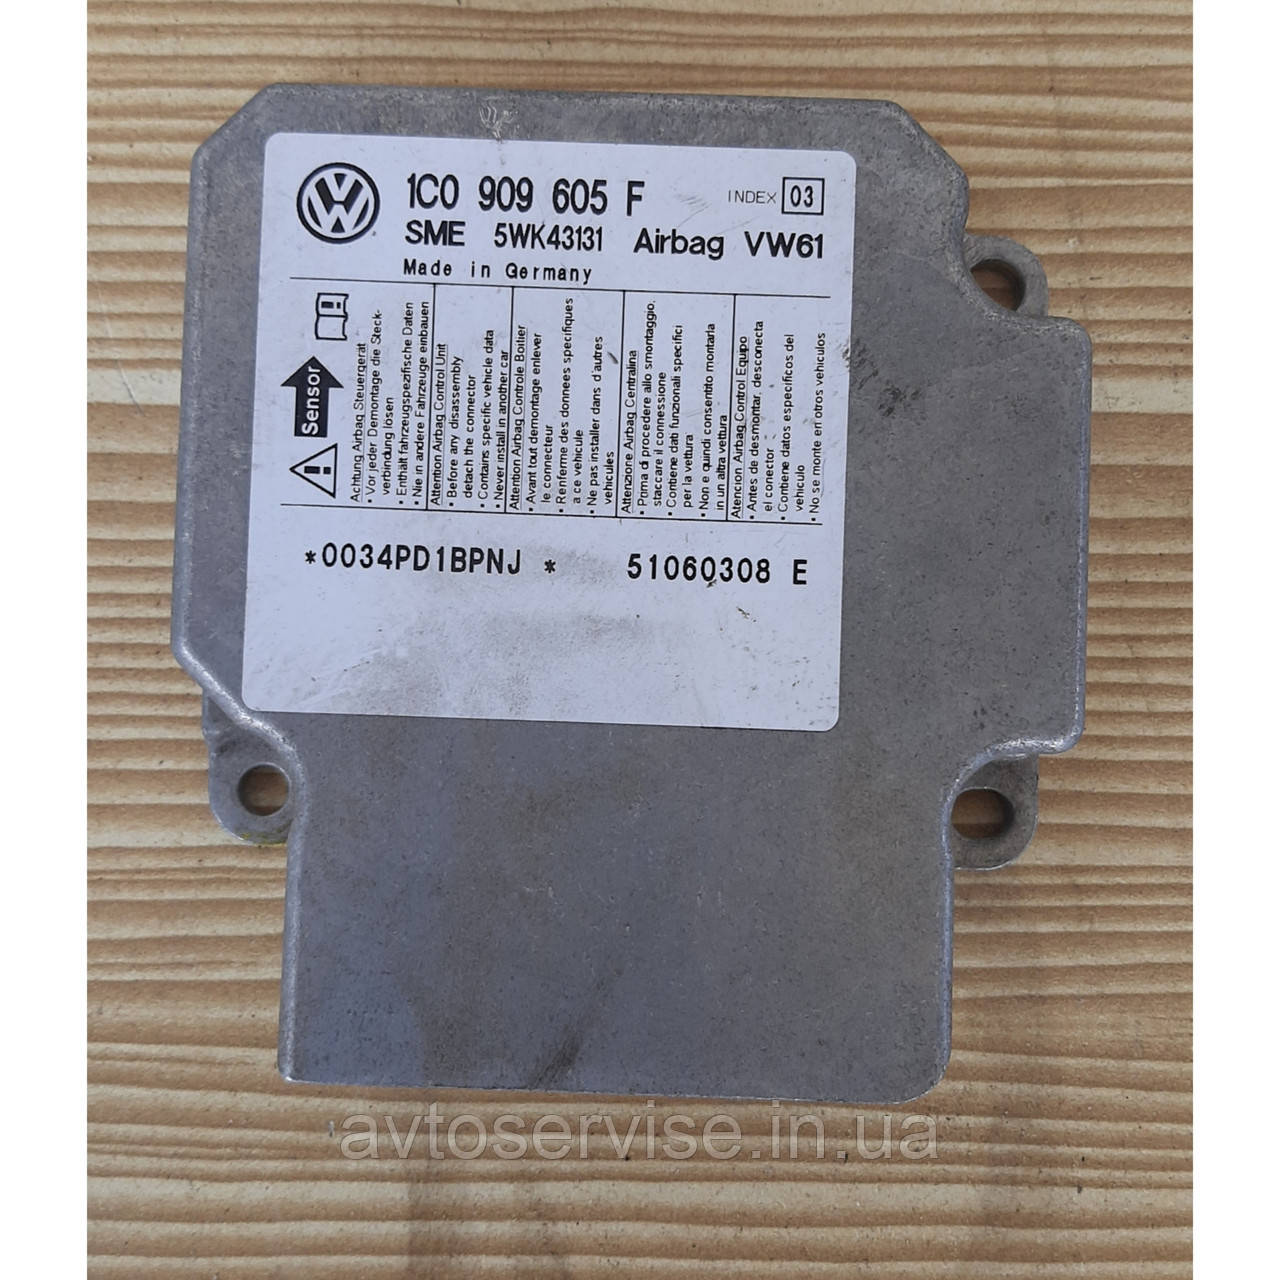 1C0 909 605 F
INDEX 03
SME 5WK43131 Airbag VW61
Made in Germany
Sensor
Achtung Airbag Steuergerät
• Vor jeder Demontage die Steck-
verbindung lösen
• Enthält fahrzeugspezifische Daten
• Nie in andere Fahrzeuge einbauen
Attention Airbag Control Unit
• Before any disassembly
detach the connector
• Contains specific vehicle data
• Never install in another car
Attention Airbag Controle Boitier
• Avant tout demontage enlever
le connecteur
• Renferme des donnees specifiques
a ce vehicule
• Ne pas installer dans d'autres
vehicules
Attenzione Airbag Centralina
• Prima di procedere allo smontaggio,
staccare il connessione
• Contiene dati funzionali specifici
per la vettura
• Non e quindi consentito montarla
in un altra vettura
Atencion Airbag Control Equipo
• Antes de desmontar, desconecta
el conector
• Contiene datos especificos del
vehiculo
• No se monte en otros vehiculos
*0034PD1BPNJ * 51060308 E
avtoservise.in.ua